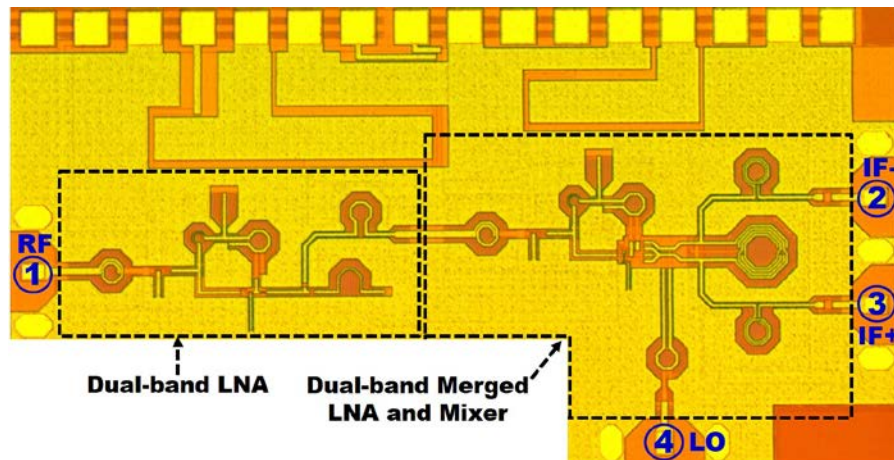 IF-
2
RF
1
3
IF+
Dual-band LNA
Dual-band Merged
LNA and Mixer
4 LO